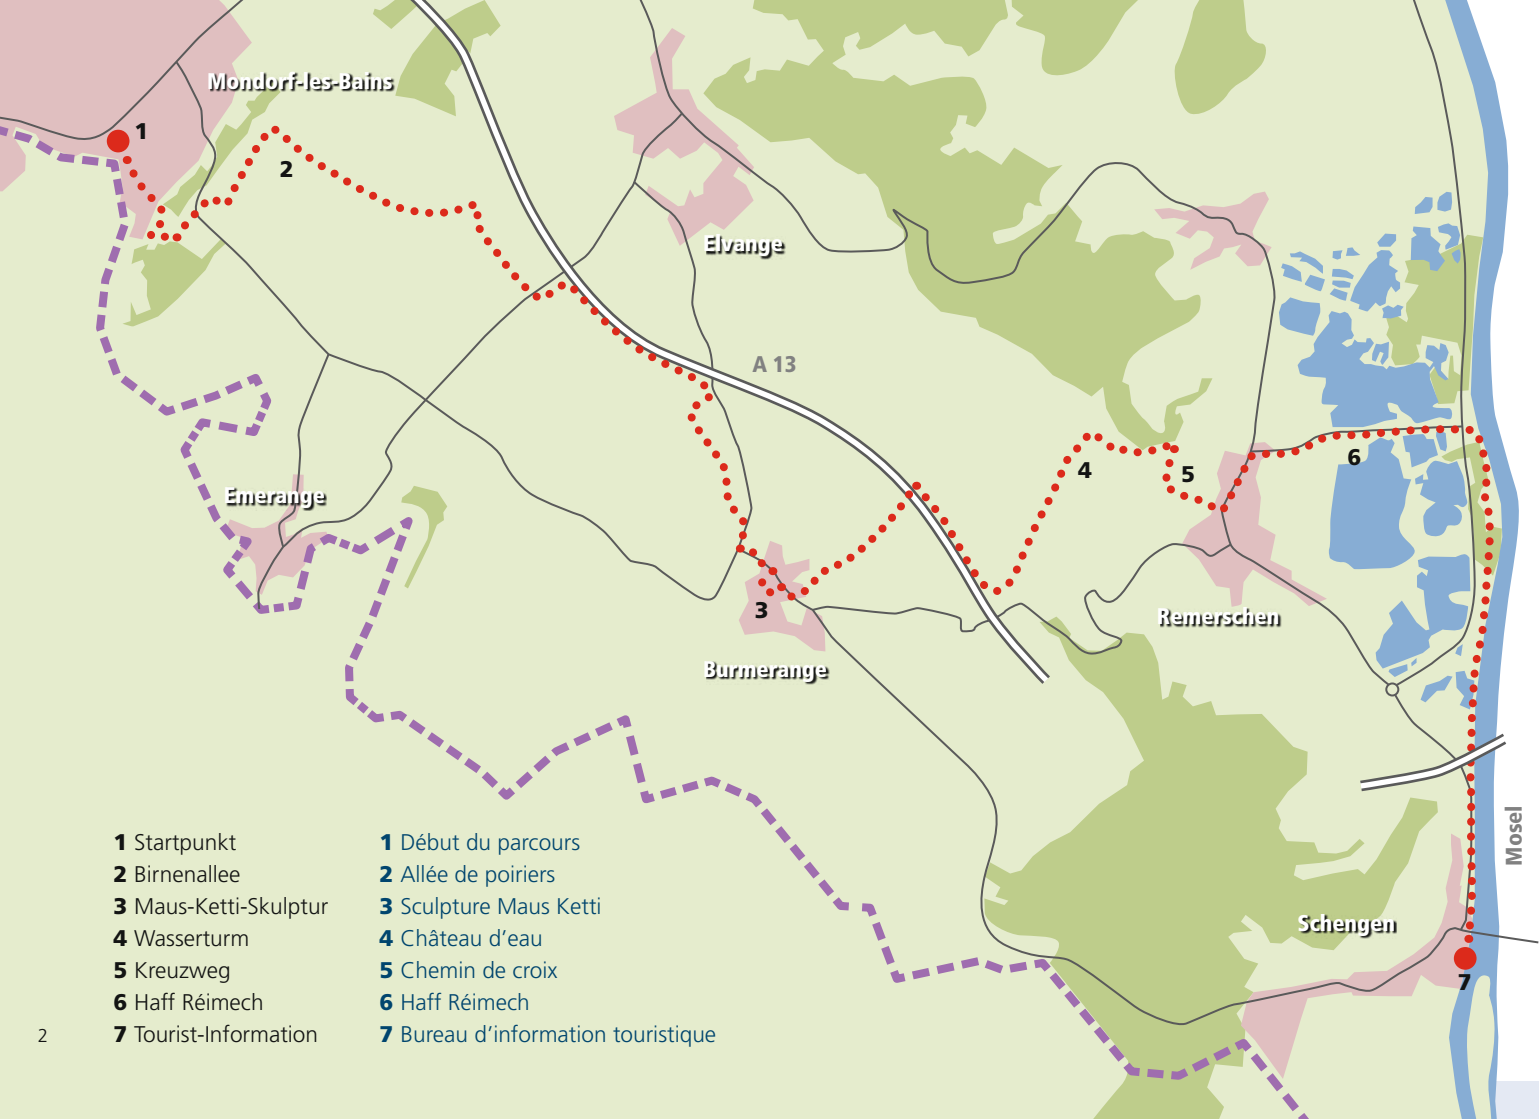 Mondorf-les-Bains
1
2
Elvange
A 13
4
5
6
Emerange
3
Remerschen
Burmerange
Mosel
Schengen
7
1 Startpunkt
2 Birnenallee
3 Maus-Ketti-Skulptur
4 Wasserturm
5 Kreuzweg
6 Haff Réimech
7 Tourist-Information
1 Début du parcours
2 Allée de poiriers
3 Sculpture Maus Ketti
4 Château d’eau
5 Chemin de croix
6 Haff Réimech
7 Bureau d’information touristique
2